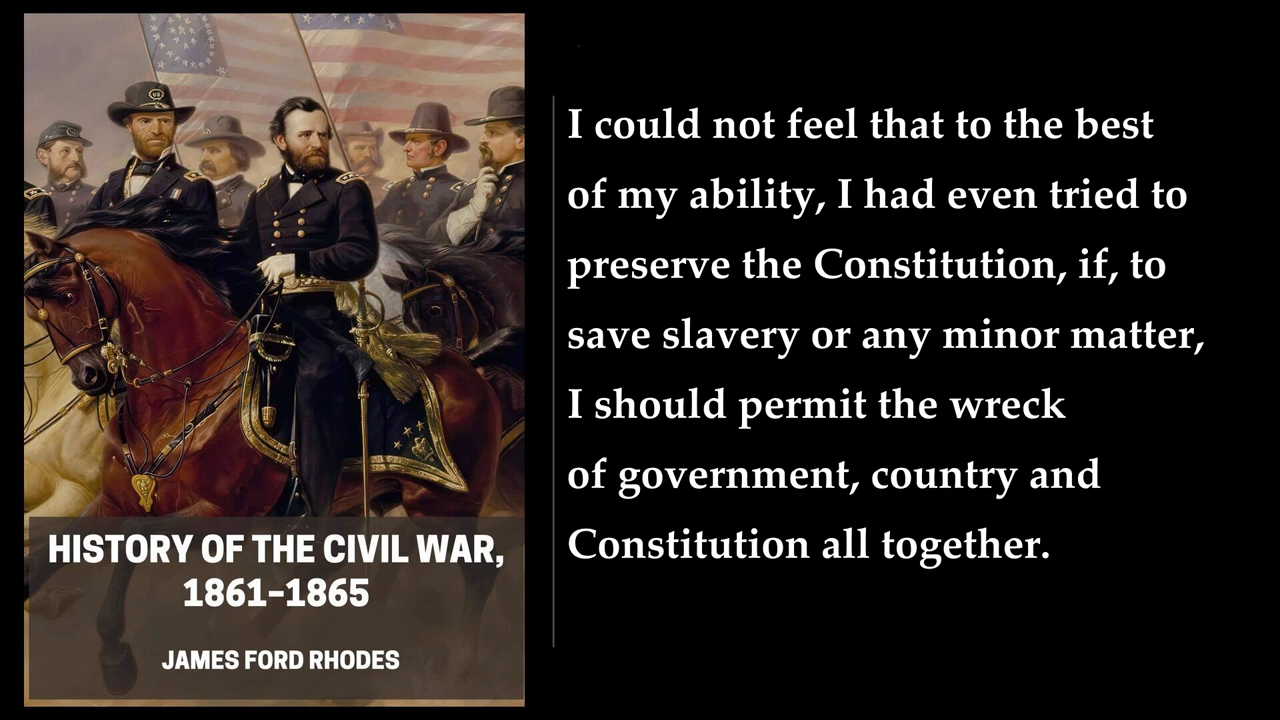 HISTORY OF THE CIVIL WAR,
1861–1865
JAMES FORD RHODES
I could not feel that to the best
of my ability, I had even tried to
preserve the Constitution, if, to
save slavery or any minor matter,
I should permit the wreck
of government, country and
Constitution all together.